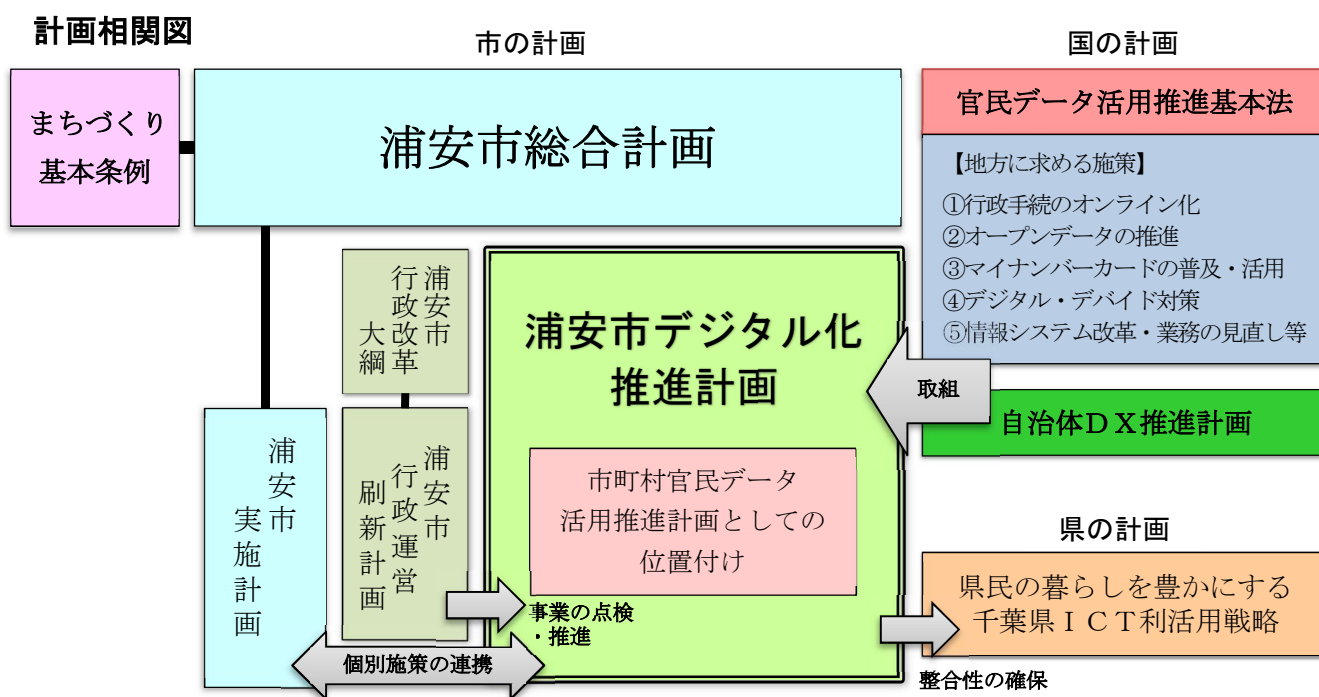 計画相関図
市の計画
国の計画
まちづくり
基本条例
浦安市総合計画
官民データ活用推進基本法
【地方に求める施策】
①行政手続のオンライン化
②オープンデータの推進
③マイナンバーカードの普及・活用
④デジタル・デバイド対策
⑤情報システム改革・業務の見直し等
浦安市
行政改革
大綱
浦安市デジタル化
推進計画
取組
自治体DX推進計画
浦安市
実施計画
浦安市
行政運営
刷新計画
市町村官民データ
活用推進計画としての
位置付け
事業の点検
・推進
個別施策の連携
県の計画
県民の暮らしを豊かにする
千葉県ICT利活用戦略
整合性の確保